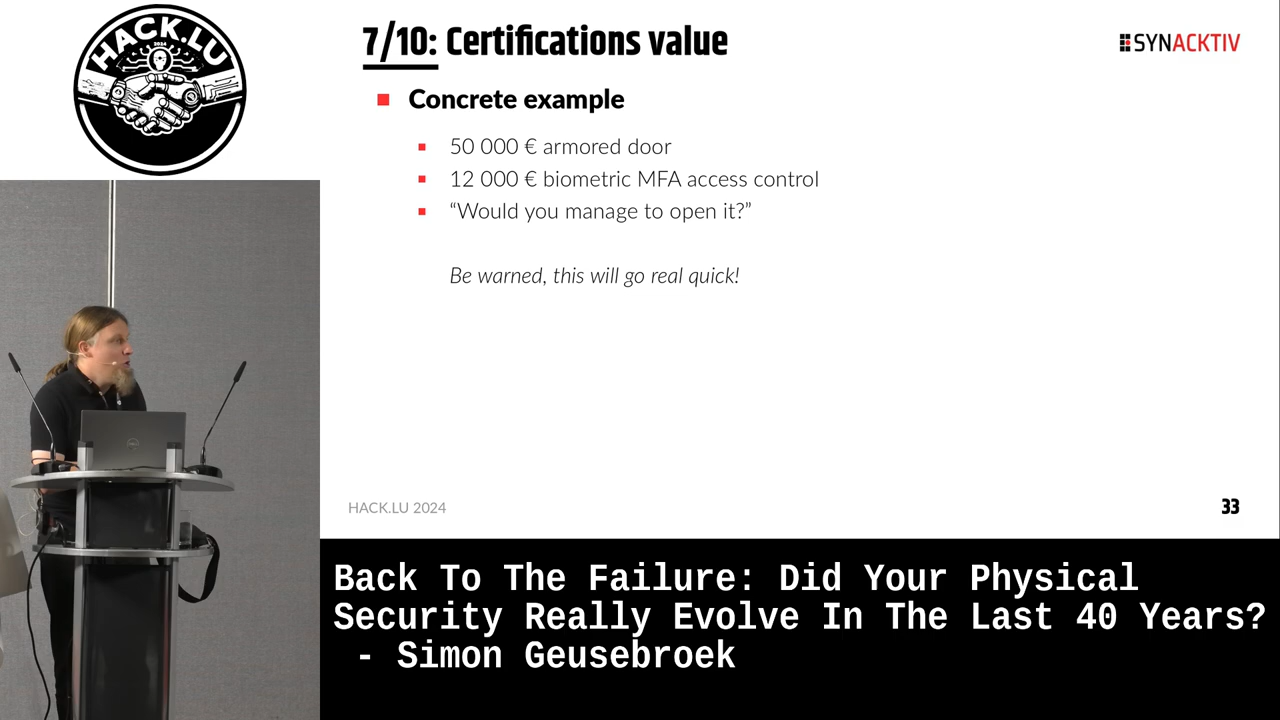 HACK.LU
2024
7/10: Certifications value
SYNACKTIV
Concrete example
50 000 € armored door
12 000 € biometric MFA access control
“Would you manage to open it?”
Be warned, this will go real quick!
HACK.LU 2024
33
Back To The Failure: Did Your Physical
Security Really Evolve In The Last 40 Years?
- Simon Geusebroek